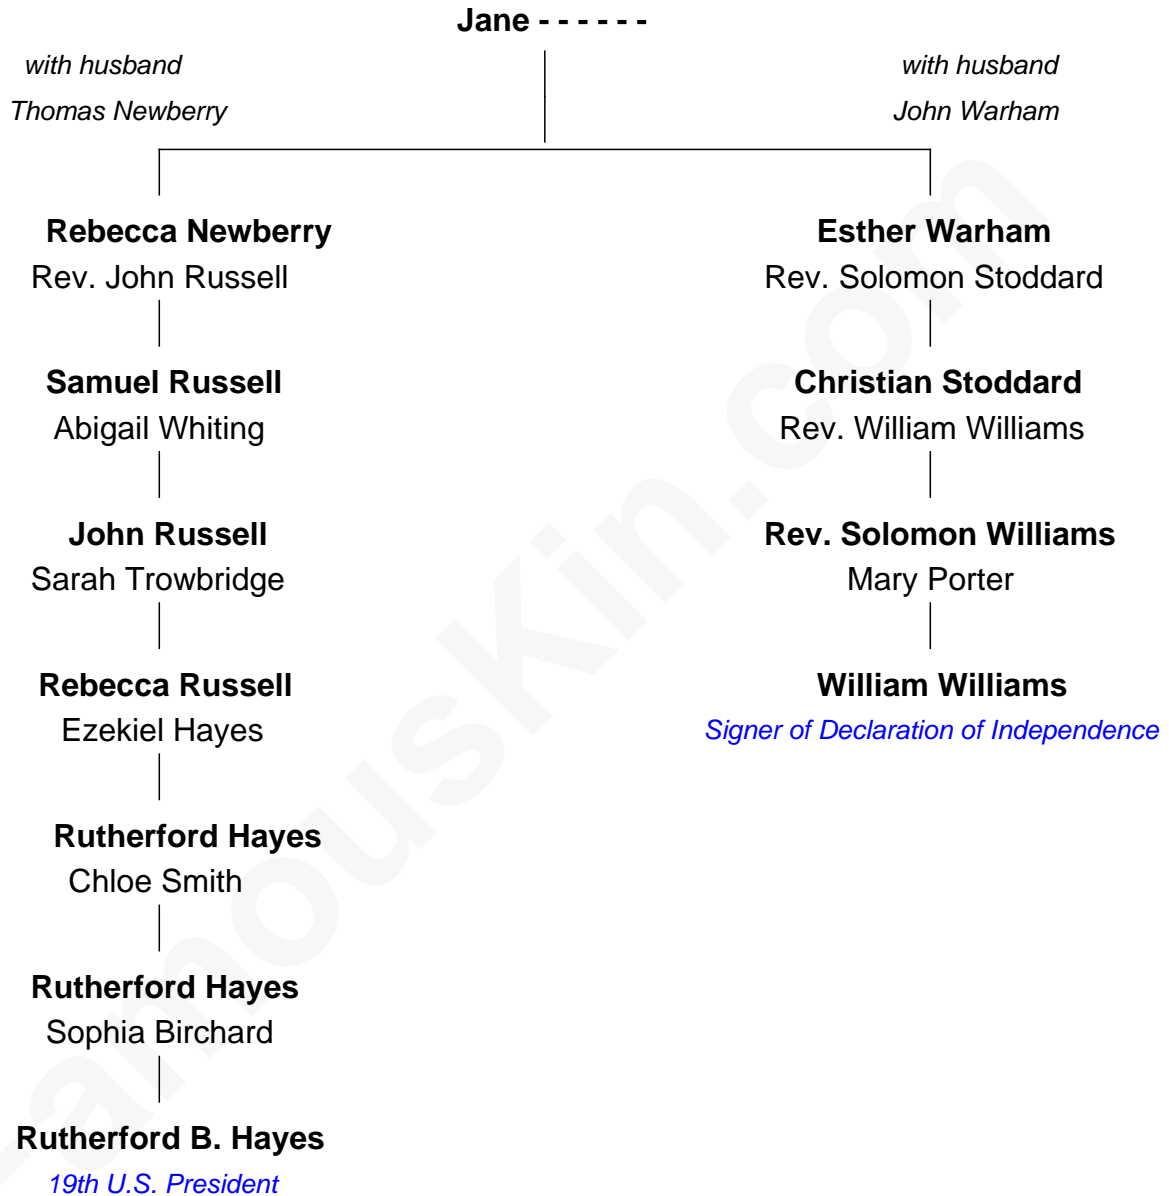 Jane - - - - - -
with husband
Thomas Newberry
with husband
John Warham
Rebecca Newberry
Rev. John Russell
Esther Warham
Rev. Solomon Stoddard
Samuel Russell
Abigail Whiting
Christian Stoddard
Rev. William Williams
John Russell
Sarah Trowbridge
Rev. Solomon Williams
Mary Porter
Rebecca Russell
Ezekiel Hayes
William Williams
Signer of Declaration of Independence
Rutherford Hayes
Chloe Smith
Rutherford Hayes
Sophia Birchard
Rutherford B. Hayes
19th U.S. President
FamousKin.com